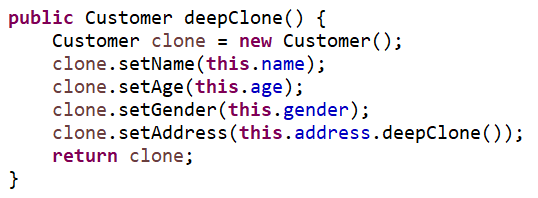 public Customer deepClone() {
    Customer clone = new Customer();
    clone.setName(this.name);
    clone.setAge(this.age);
    clone.setGender(this.gender);
    clone.setAddress(this.address.deepClone());
    return clone;
}